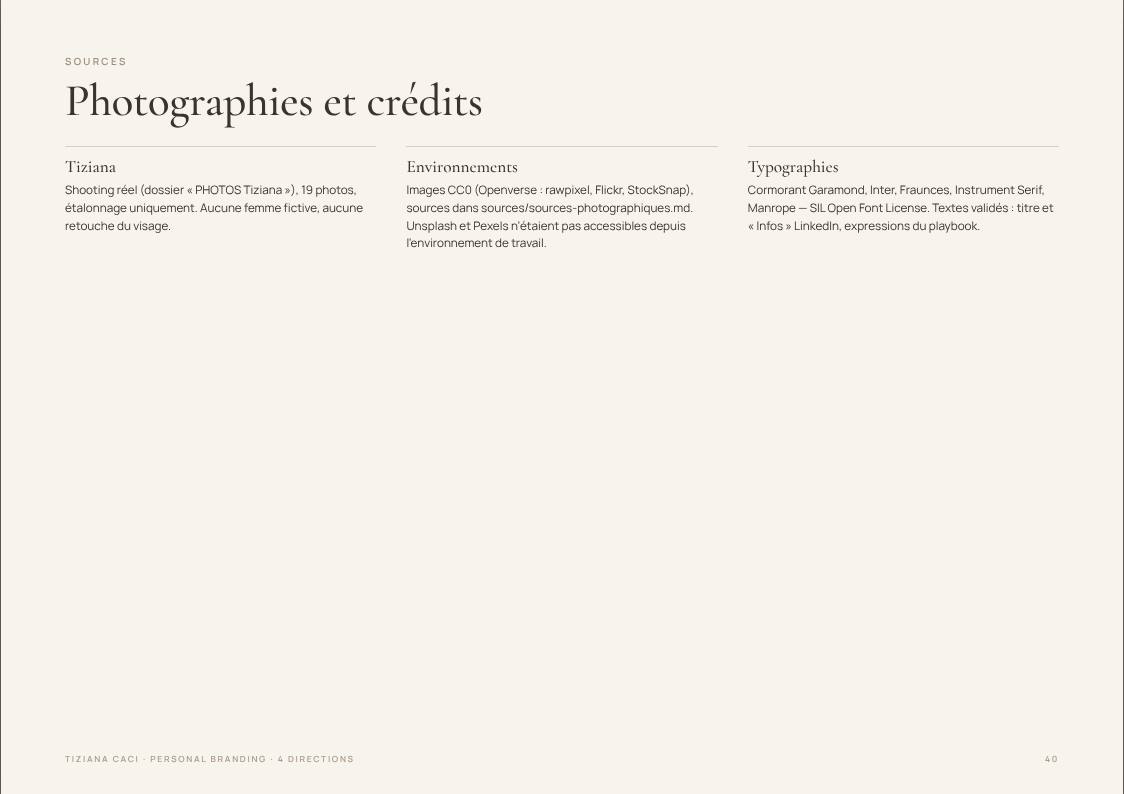 SOURCES
Photographies et crédits
Tiziana
Shooting réel (dossier « PHOTOS Tiziana »), 19 photos,
étalonnage uniquement. Aucune femme fictive, aucune
retouche du visage.
Environnements
Images CC0 (Openverse : rawpixel, Flickr, StockSnap),
sources dans sources/sources-photographiques.md.
Unsplash et Pexels n'étaient pas accessibles depuis
l'environnement de travail.
Typographies
Cormorant Garamond, Inter, Fraunces, Instrument Serif,
Manrope — SIL Open Font License. Textes validés : titre et
« Infos » LinkedIn, expressions du playbook.
TIZIANA CACI · PERSONAL BRANDING · 4 DIRECTIONS
40